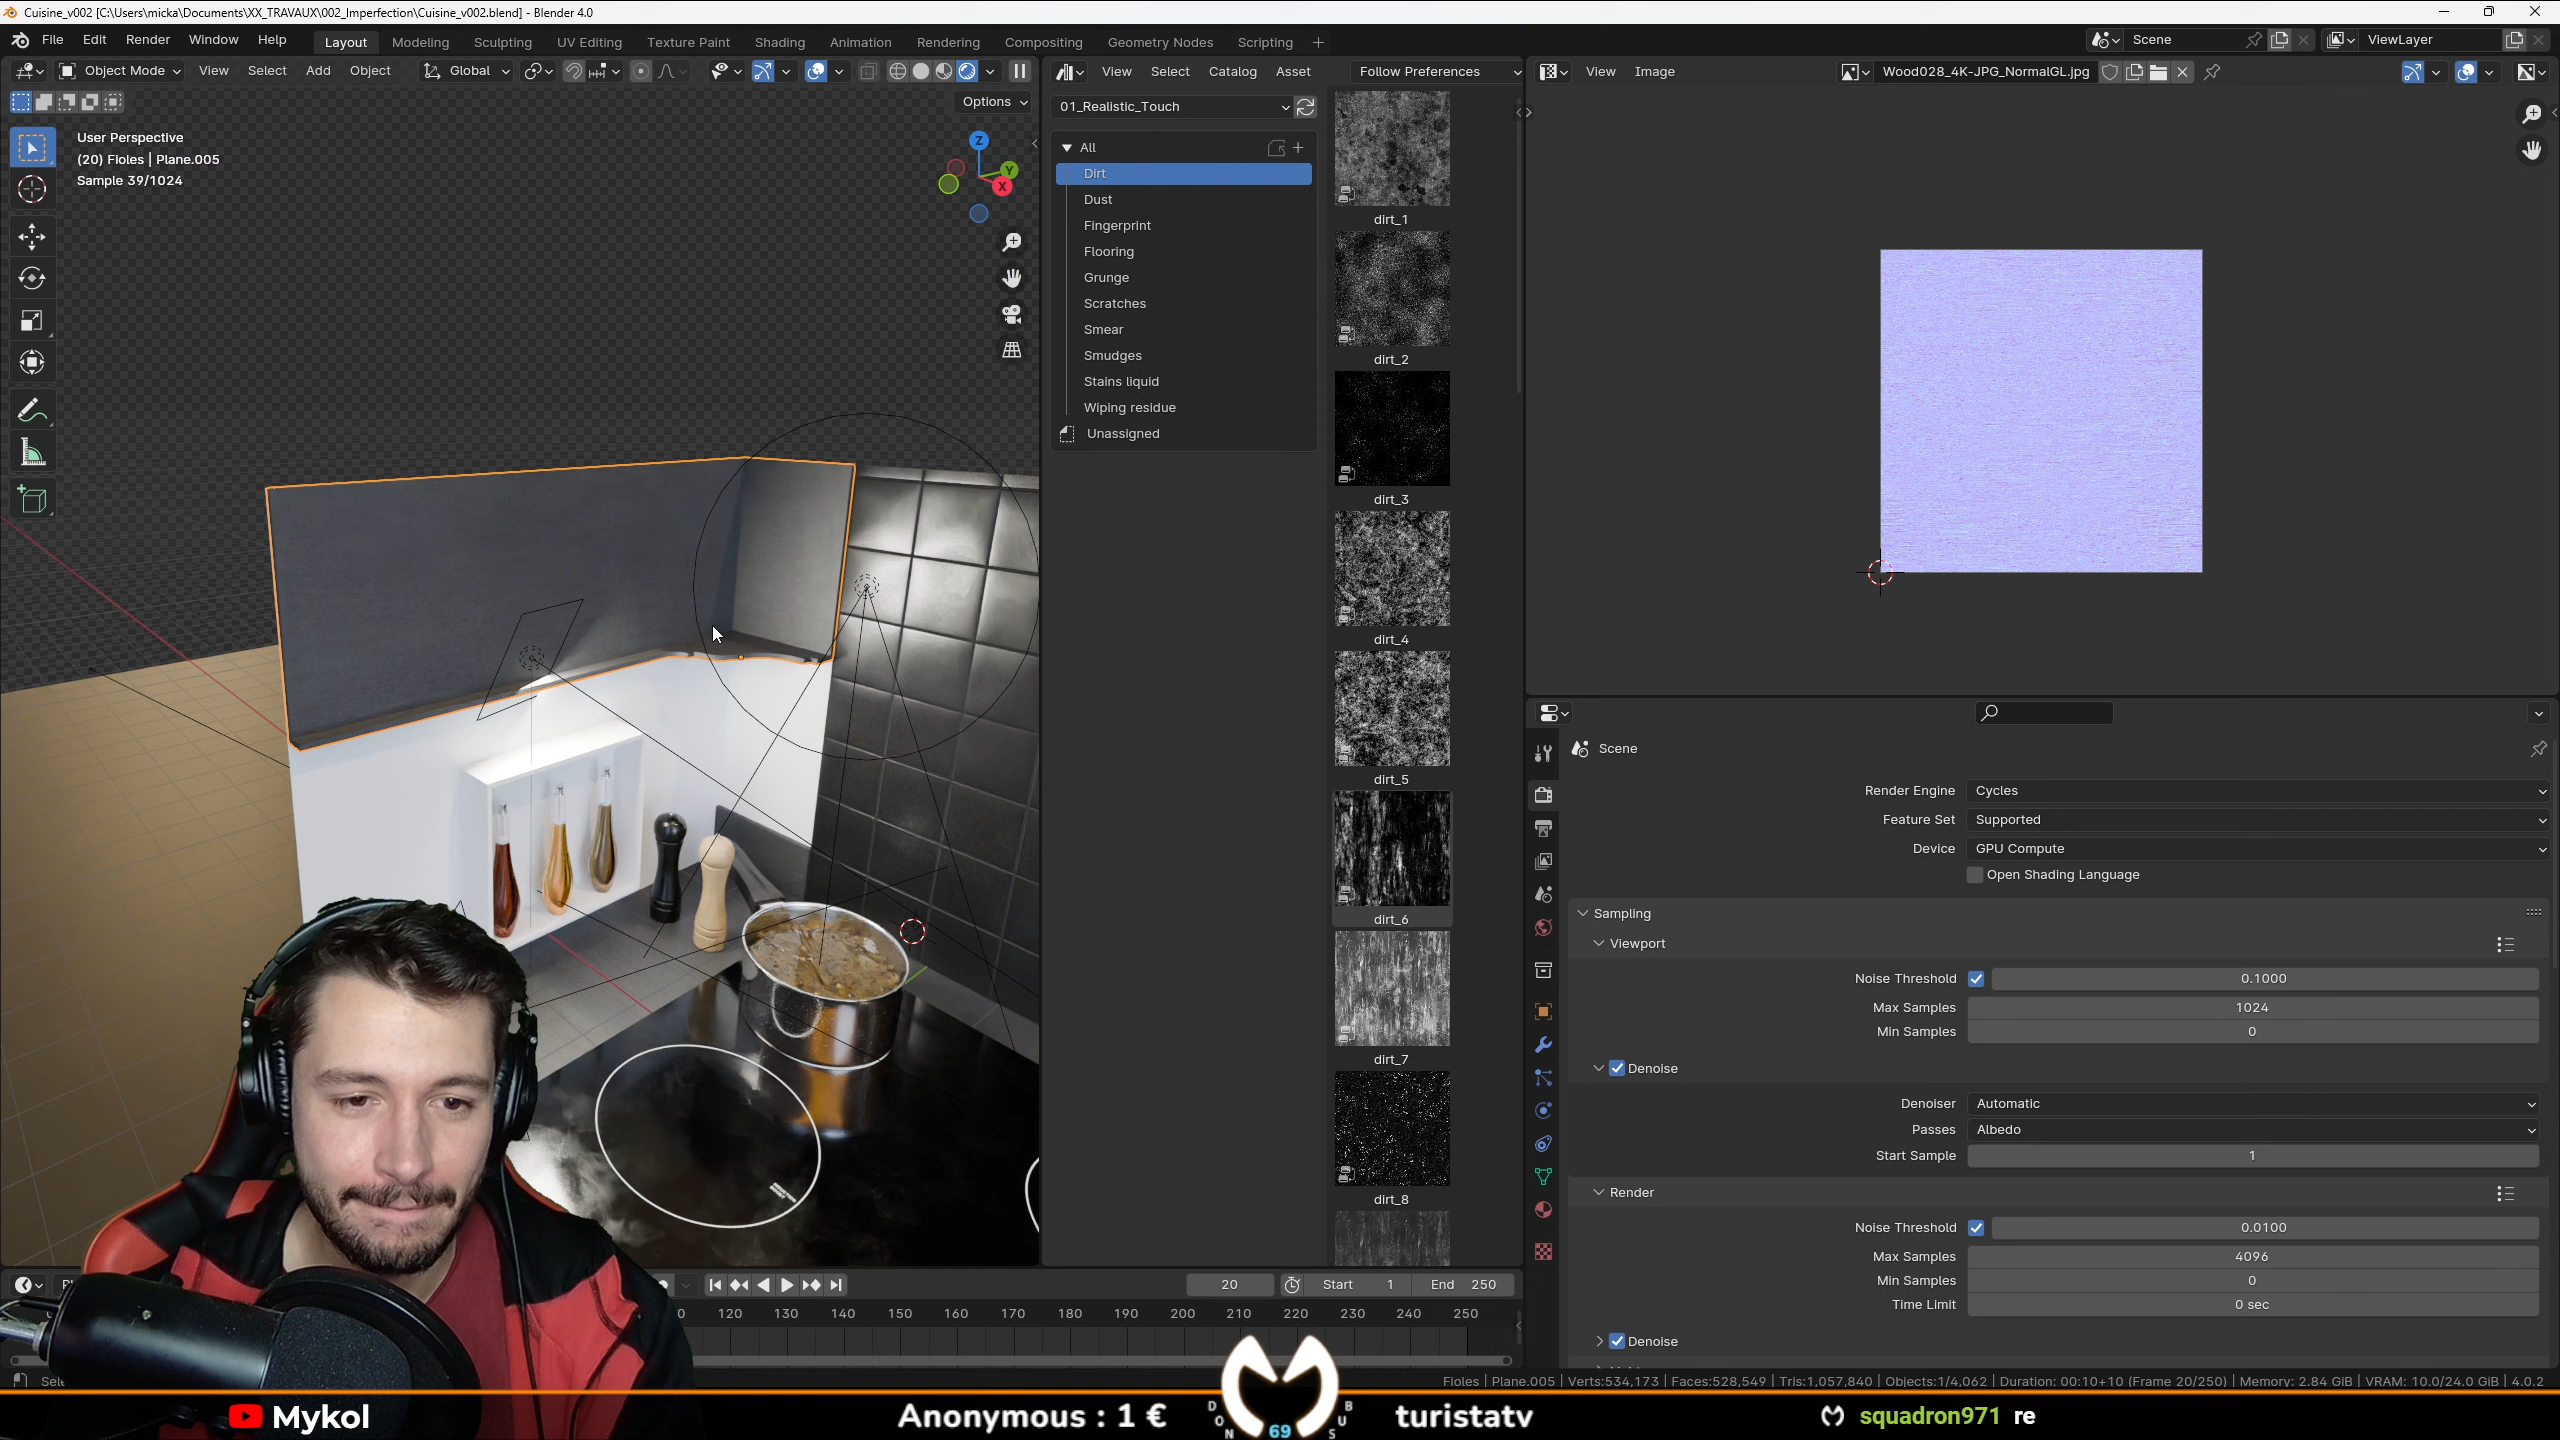 Cuisine_v002 [C:\Users\micka\Documents\XX_TRAVAUX\002_Imperfection\Cuisine_v002.blend] - Blender 4.0
File Edit Render Window Help Layout Modeling Sculpting UV Editing Texture Paint Shading Animation Rendering Compositing Geometry Nodes Scripting + Scene ViewLayer
Object Mode View Select Add Object Global
View Select Catalog Asset Follow Preferences
View Image Wood028_4K-JPG_NormalGL.jpg
Options
User Perspective
(20) Fioles | Plane.005
Sample 39/1024
Z
Y
X
01_Realistic_Touch
All
Dirt
Dust
Fingerprint
Flooring
Grunge
Scratches
Smear
Smudges
Stains liquid
Wiping residue
Unassigned
dirt_1
dirt_2
dirt_3
dirt_4
dirt_5
dirt_6
dirt_7
dirt_8
Scene
Render Engine Cycles
Feature Set Supported
Device GPU Compute
Open Shading Language
Sampling
Viewport
Noise Threshold 0.1000
Max Samples 1024
Min Samples 0
Denoise
Denoiser Automatic
Passes Albedo
Start Sample 1
Render
Noise Threshold 0.0100
Max Samples 4096
Min Samples 0
Time Limit 0 sec
Denoise
20 Start 1 End 250
120 130 140 150 160 170 180 190 200 210 220 230 240 250
Fioles | Plane.005 | Verts:534,173 | Faces:528,549 | Tris:1,057,840 | Objects:1/4,062 | Duration: 00:10+10 (Frame 20/250) | Memory: 2.84 GiB | VRAM: 10.0/24.0 GiB | 4.0.2
Mykol
Anonymous : 1 €
DON
69
SUB
turistatv
squadron971 re